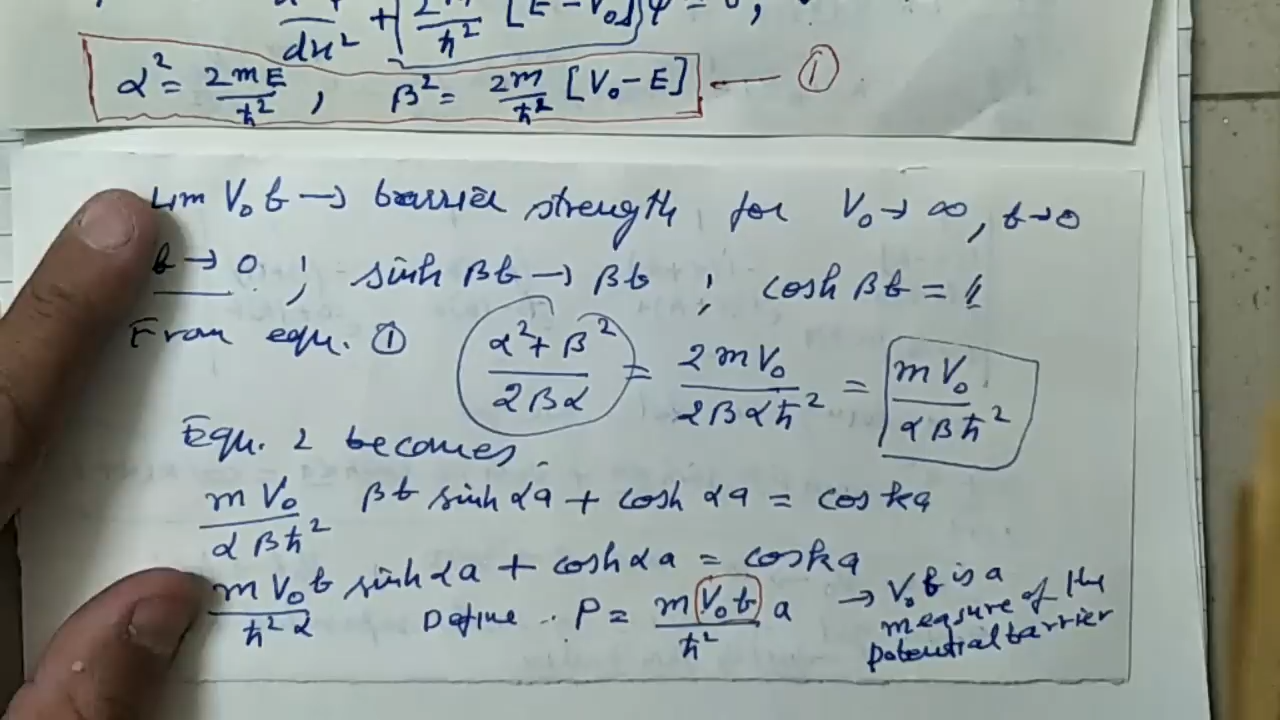 dx² + { 2m/ħ² [E - V₀] } ψ = 0,
α² = 2mE/ħ² , β² = 2m/ħ² [V₀ - E] ← ①
Lim V₀b → barrier strength for V₀ → ∞, b → 0
b → 0 ; sinh βb → βb ; cosh βb = 1
From equ. ① (α² + β²)/2βα = 2mV₀/2βαħ² = mV₀/αβħ²
Equ. 2 becomes.
mV₀/αβħ² βb sinh αa + cosh αa = cos ka
mV₀b/ħ²α sinh αa + cosh αa = cos ka
Define .. P = mV₀b/ħ² a → V₀b is a
measure of the
potential barrier